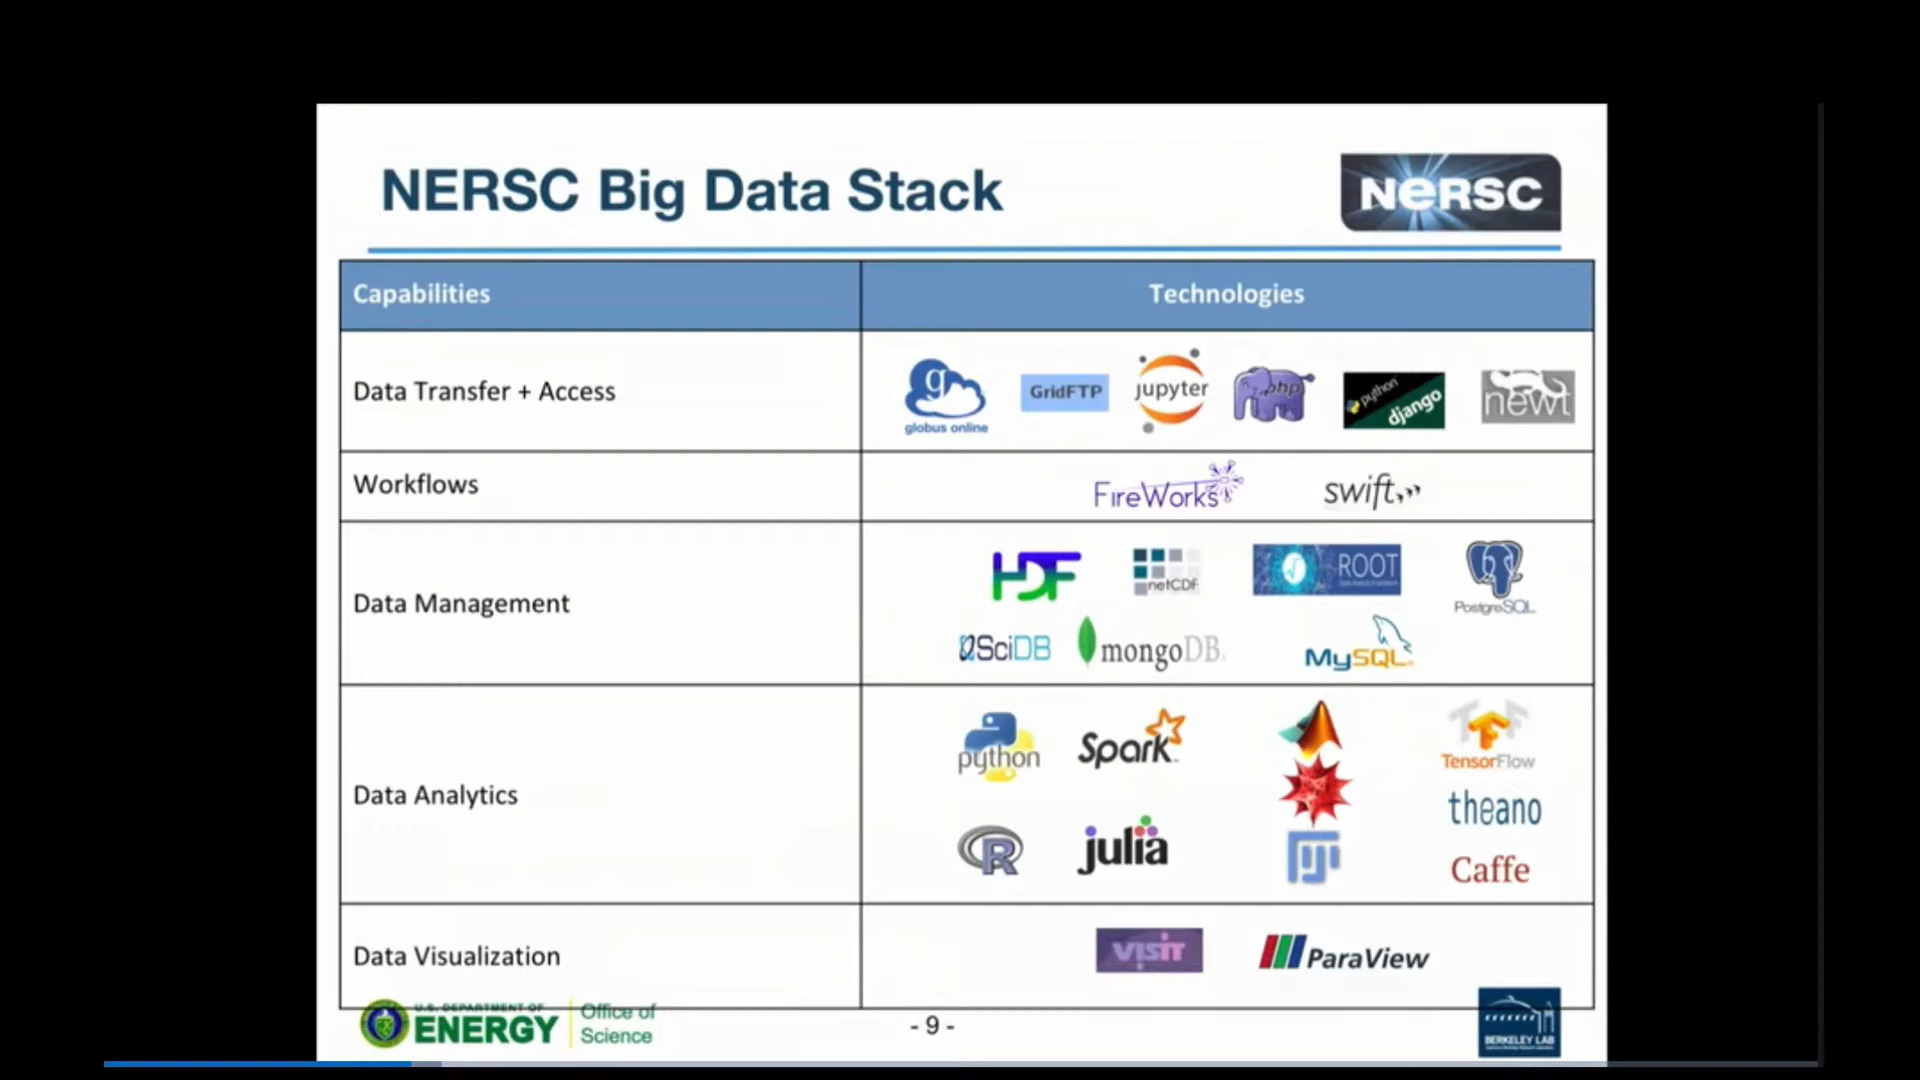 NERSC Big Data Stack
NERSC
Capabilities
Technologies
Data Transfer + Access
g
globus online
GridFTP
jupyter
php
python
django
newt
Workflows
FireWorks
swift
Data Management
HDF
netCDF
ROOT
PostgreSQL
SciDB
mongoDB.
MySQL
Data Analytics
python
Spark
TensorFlow
theano
R
julia
Caffe
Data Visualization
VISIT
ParaView
U.S. DEPARTMENT OF
ENERGY
Office of
Science
- 9 -
BERKELEY LAB